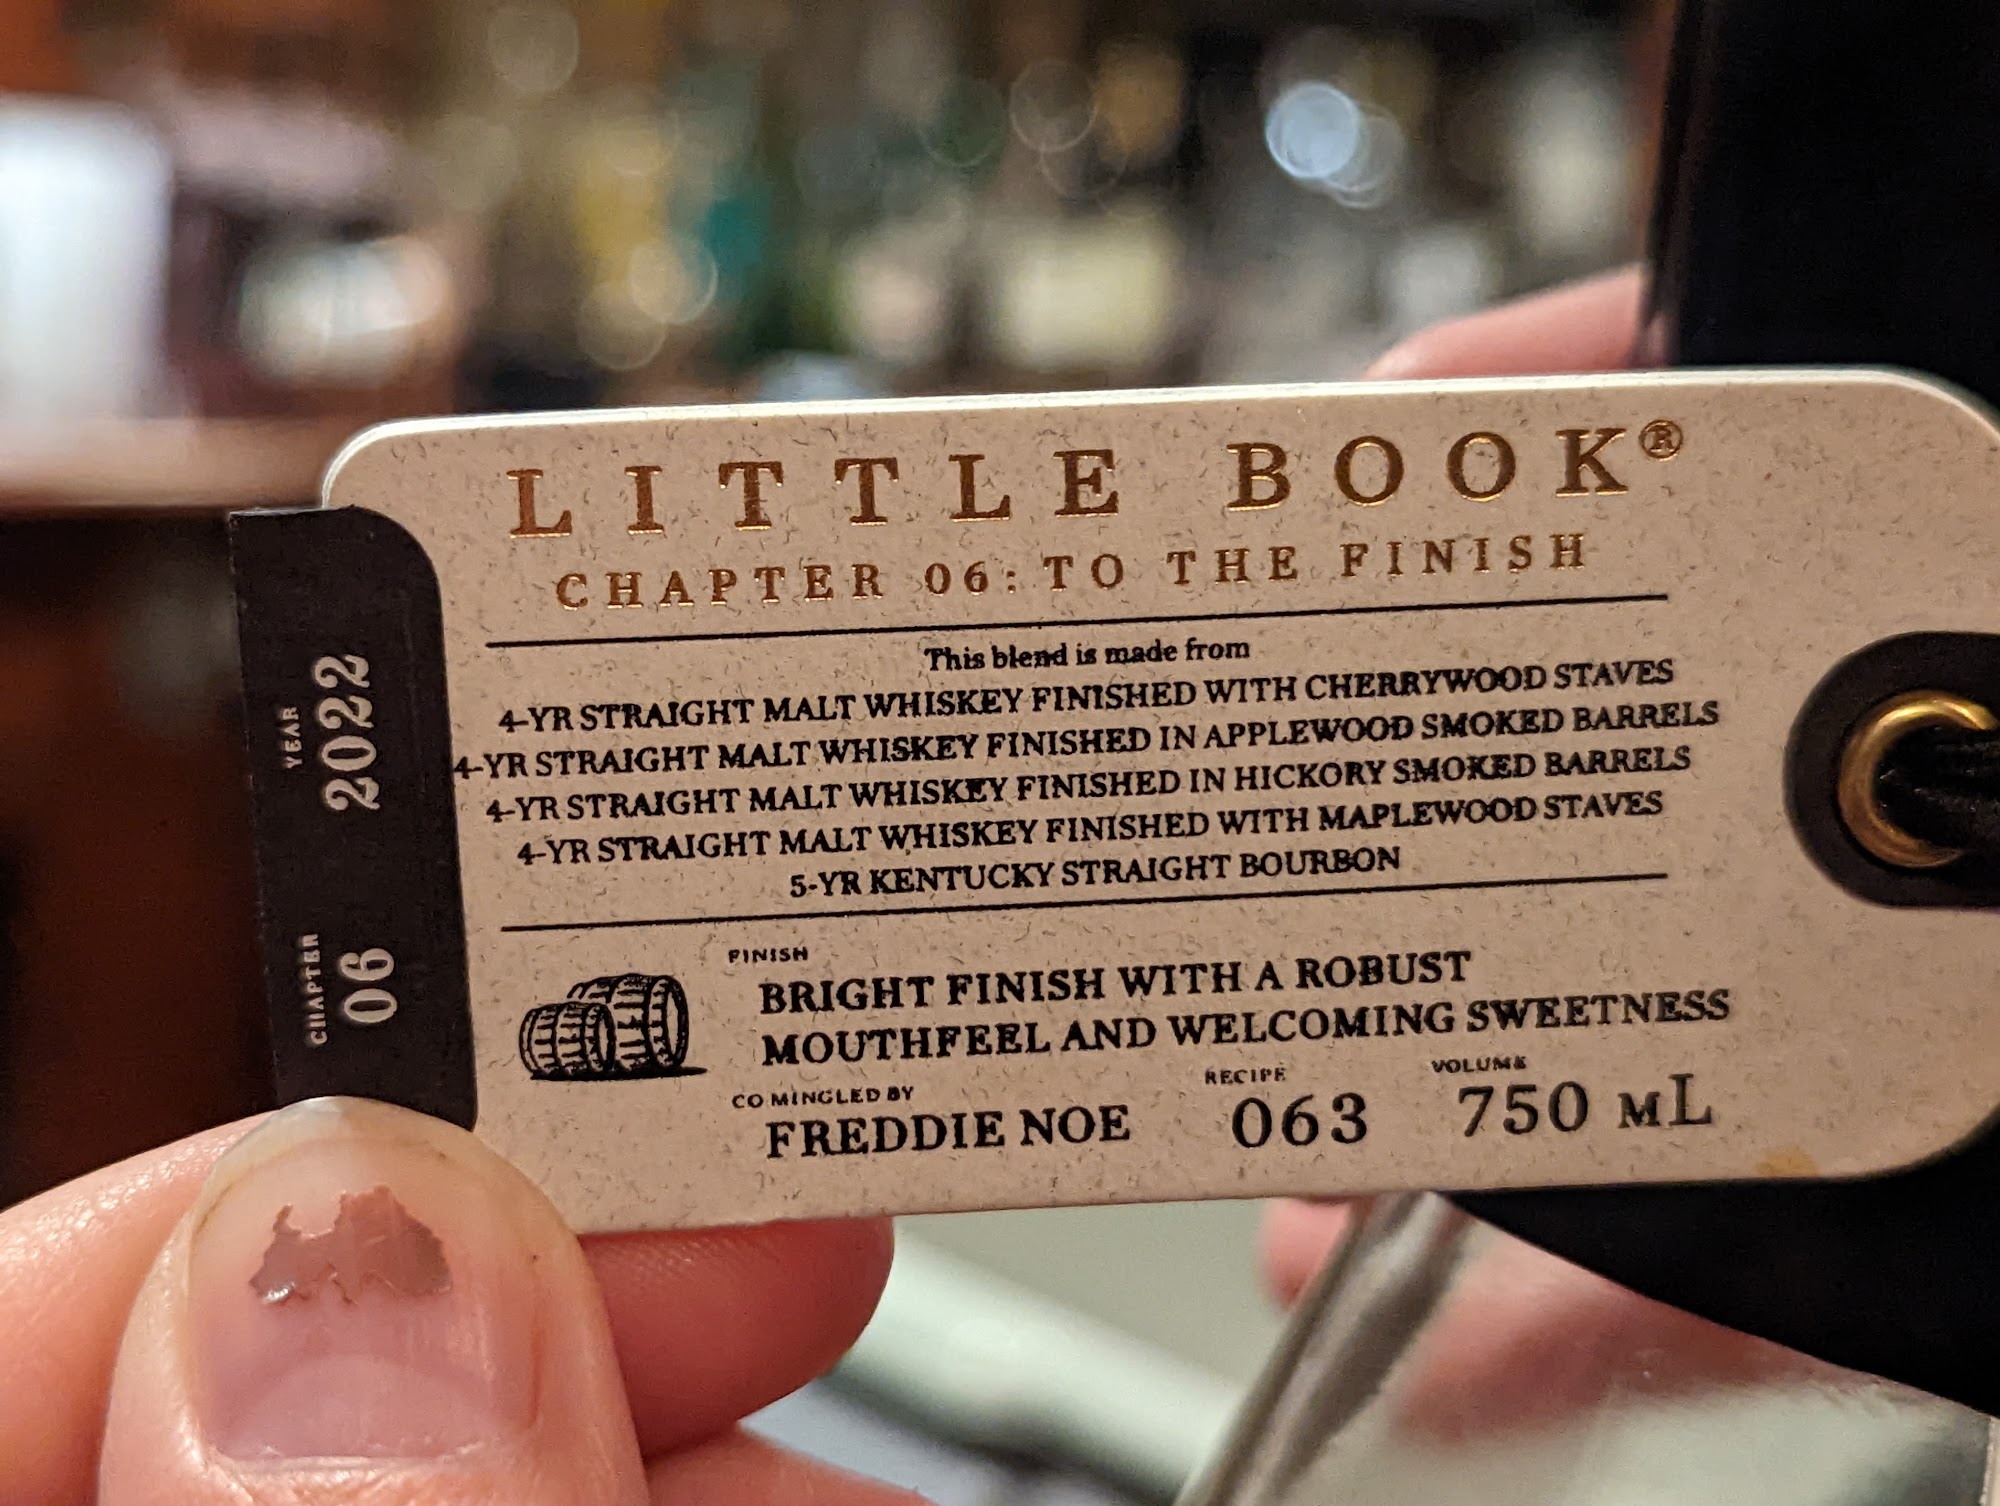 LITTLE BOOK®
CHAPTER 06: TO THE FINISH
This blend is made from
4-YR STRAIGHT MALT WHISKEY FINISHED WITH CHERRYWOOD STAVES
4-YR STRAIGHT MALT WHISKEY FINISHED IN APPLEWOOD SMOKED BARRELS
4-YR STRAIGHT MALT WHISKEY FINISHED IN HICKORY SMOKED BARRELS
4-YR STRAIGHT MALT WHISKEY FINISHED WITH MAPLEWOOD STAVES
5-YR KENTUCKY STRAIGHT BOURBON
FINISH
BRIGHT FINISH WITH A ROBUST
MOUTHFEEL AND WELCOMING SWEETNESS
COMINGLED BY
FREDDIE NOE
RECIPE
063
VOLUME
750 mL
CHAPTER
06
YEAR
2022